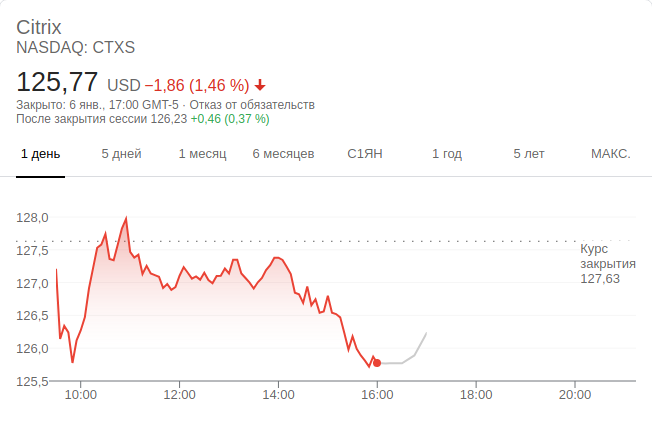 Citrix
NASDAQ: CTXS
125,77 USD −1,86 (1,46 %)
Закрыто: 6 янв., 17:00 GMT-5 · Отказ от обязательств
После закрытия сессии 126,23 +0,46 (0,37 %)
1 день 5 дней 1 месяц 6 месяцев С1ЯН 1 год 5 лет МАКС.
128,0
127,5
127,0
126,5
126,0
125,5
Курс
закрытия
127,63
10:00 12:00 14:00 16:00 18:00 20:00